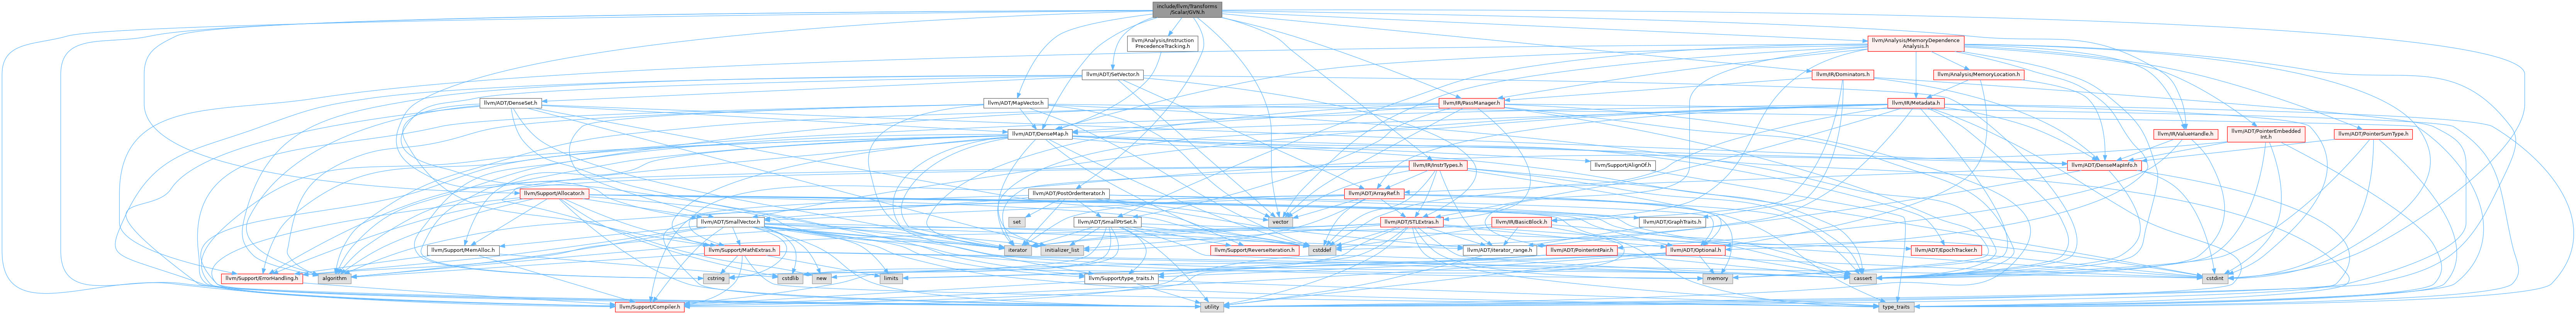 include/llvm/Transforms
/Scalar/GVN.h
llvm/Analysis/Instruction
PrecedenceTracking.h
llvm/Analysis/MemoryDependence
Analysis.h
llvm/ADT/SetVector.h
llvm/IR/Dominators.h
llvm/Analysis/MemoryLocation.h
llvm/ADT/DenseSet.h
llvm/ADT/MapVector.h
llvm/IR/PassManager.h
llvm/IR/Metadata.h
llvm/ADT/DenseMap.h
llvm/IR/ValueHandle.h
llvm/ADT/PointerEmbedded
Int.h
llvm/ADT/PointerSumType.h
llvm/IR/InstrTypes.h
llvm/Support/AlignOf.h
llvm/ADT/DenseMapInfo.h
llvm/Support/Allocator.h
llvm/ADT/PostOrderIterator.h
llvm/ADT/ArrayRef.h
set
llvm/ADT/SmallVector.h
llvm/ADT/SmallPtrSet.h
vector
llvm/ADT/STLExtras.h
llvm/IR/BasicBlock.h
llvm/ADT/GraphTraits.h
llvm/Support/MemAlloc.h
llvm/Support/MathExtras.h
iterator
initializer_list
llvm/Support/ReverseIteration.h
cstddef
llvm/ADT/iterator_range.h
llvm/ADT/PointerIntPair.h
llvm/ADT/Optional.h
llvm/ADT/EpochTracker.h
llvm/Support/ErrorHandling.h
algorithm
cstring
cstdlib
new
limits
llvm/Support/type_traits.h
memory
cassert
cstdint
llvm/Support/Compiler.h
utility
type_traits